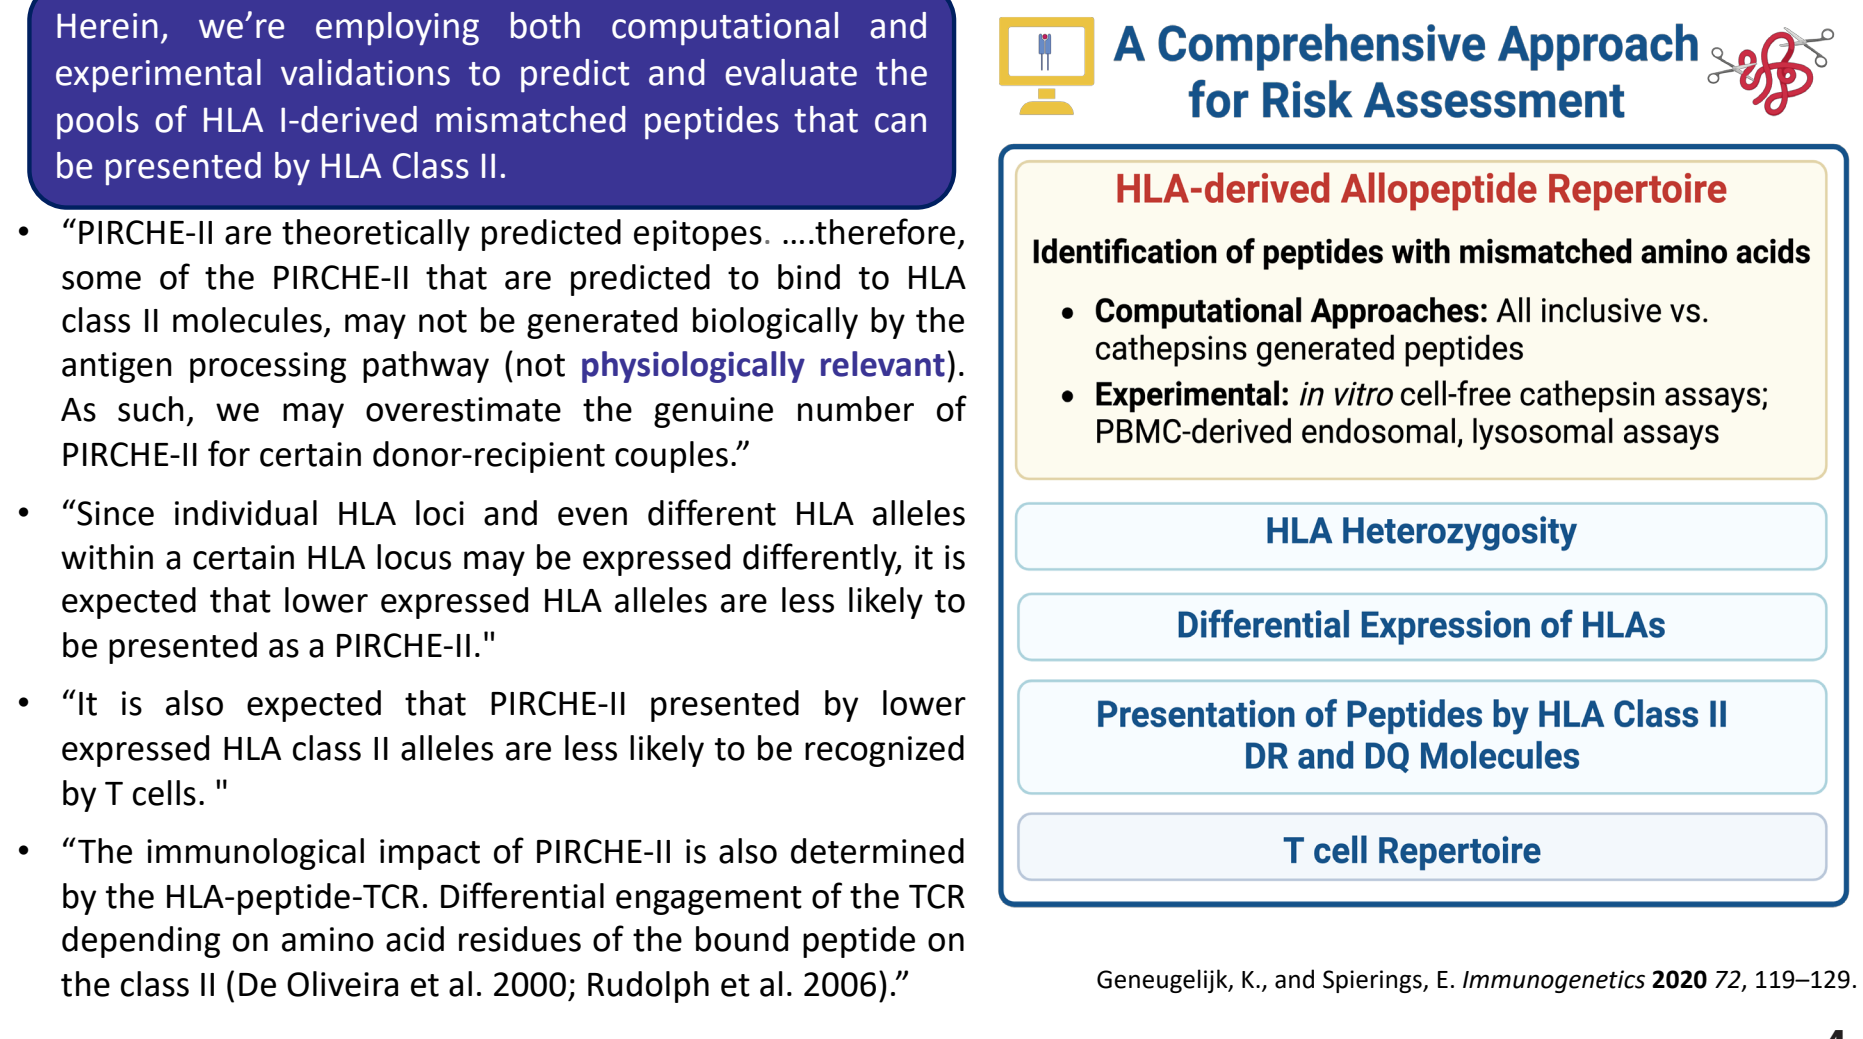 Herein, we’re employing both computational and
experimental validations to predict and evaluate the
pools of HLA I-derived mismatched peptides that can
be presented by HLA Class II.
• “PIRCHE-II are theoretically predicted epitopes. ....therefore,
some of the PIRCHE-II that are predicted to bind to HLA
class II molecules, may not be generated biologically by the
antigen processing pathway (not physiologically relevant).
As such, we may overestimate the genuine number of
PIRCHE-II for certain donor-recipient couples.”
• “Since individual HLA loci and even different HLA alleles
within a certain HLA locus may be expressed differently, it is
expected that lower expressed HLA alleles are less likely to
be presented as a PIRCHE-II."
• “It is also expected that PIRCHE-II presented by lower
expressed HLA class II alleles are less likely to be recognized
by T cells. "
• “The immunological impact of PIRCHE-II is also determined
by the HLA-peptide-TCR. Differential engagement of the TCR
depending on amino acid residues of the bound peptide on
the class II (De Oliveira et al. 2000; Rudolph et al. 2006).”
A Comprehensive Approach
for Risk Assessment
HLA-derived Allopeptide Repertoire
Identification of peptides with mismatched amino acids
• Computational Approaches: All inclusive vs.
cathepsins generated peptides
• Experimental: in vitro cell-free cathepsin assays;
PBMC-derived endosomal, lysosomal assays
HLA Heterozygosity
Differential Expression of HLAs
Presentation of Peptides by HLA Class II
DR and DQ Molecules
T cell Repertoire
Geneugelijk, K., and Spierings, E. Immunogenetics 2020 72, 119–129.